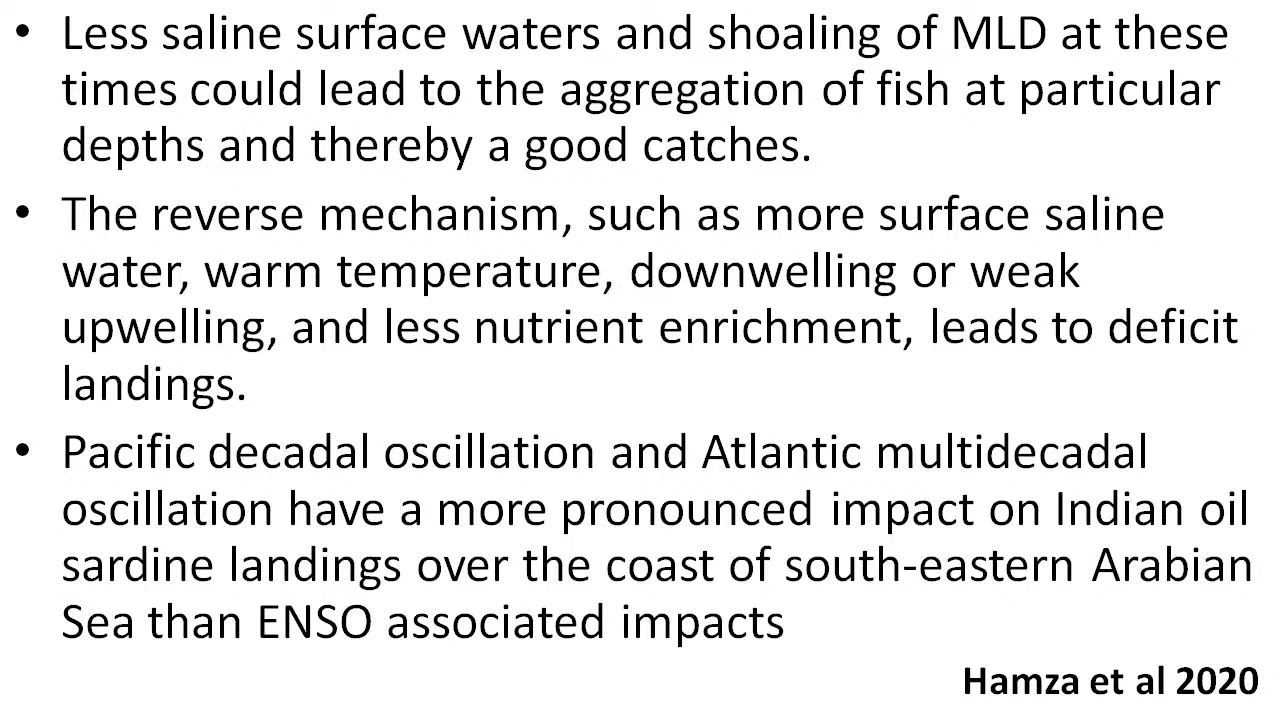 • Less saline surface waters and shoaling of MLD at these
times could lead to the aggregation of fish at particular
depths and thereby a good catches.
• The reverse mechanism, such as more surface saline
water, warm temperature, downwelling or weak
upwelling, and less nutrient enrichment, leads to deficit
landings.
• Pacific decadal oscillation and Atlantic multidecadal
oscillation have a more pronounced impact on Indian oil
sardine landings over the coast of south-eastern Arabian
Sea than ENSO associated impacts
Hamza et al 2020